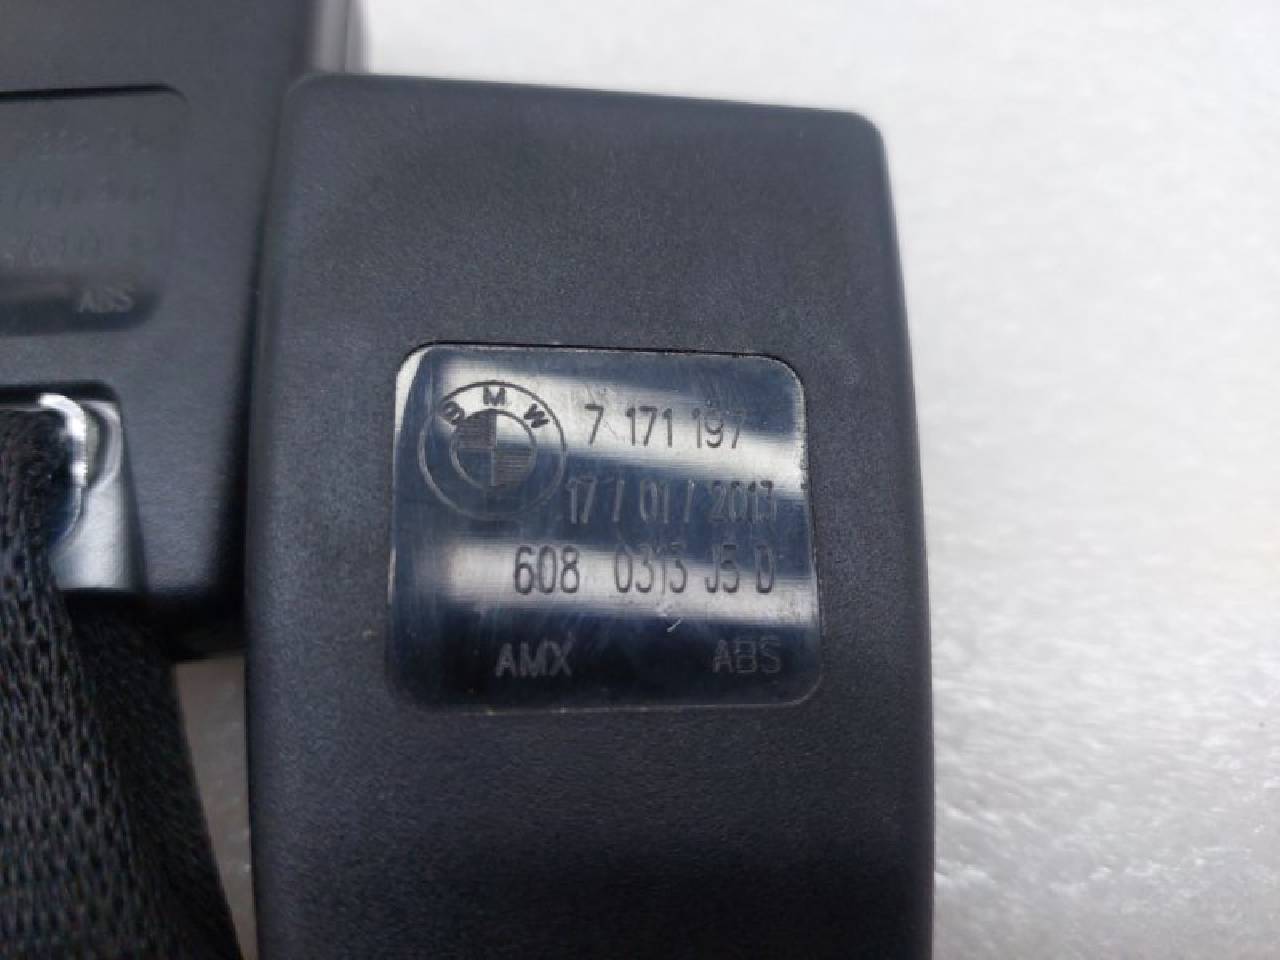 BMW 7 171 197
17 / 01 / 2013
608 0313 J5 D
AMX ABS
ABS